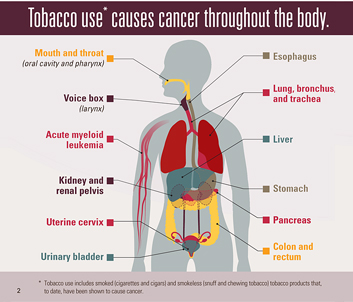 Tobacco use* causes cancer throughout the body.
Mouth and throat
(oral cavity and pharynx)
Esophagus
Voice box
(larynx)
Lung, bronchus,
and trachea
Acute myeloid
leukemia
Liver
Kidney and
renal pelvis
Stomach
Uterine cervix
Pancreas
Urinary bladder
Colon and
rectum
* Tobacco use includes smoked (cigarettes and cigars) and smokeless (snuff and chewing tobacco) tobacco products that,
to date, have been shown to cause cancer.
2